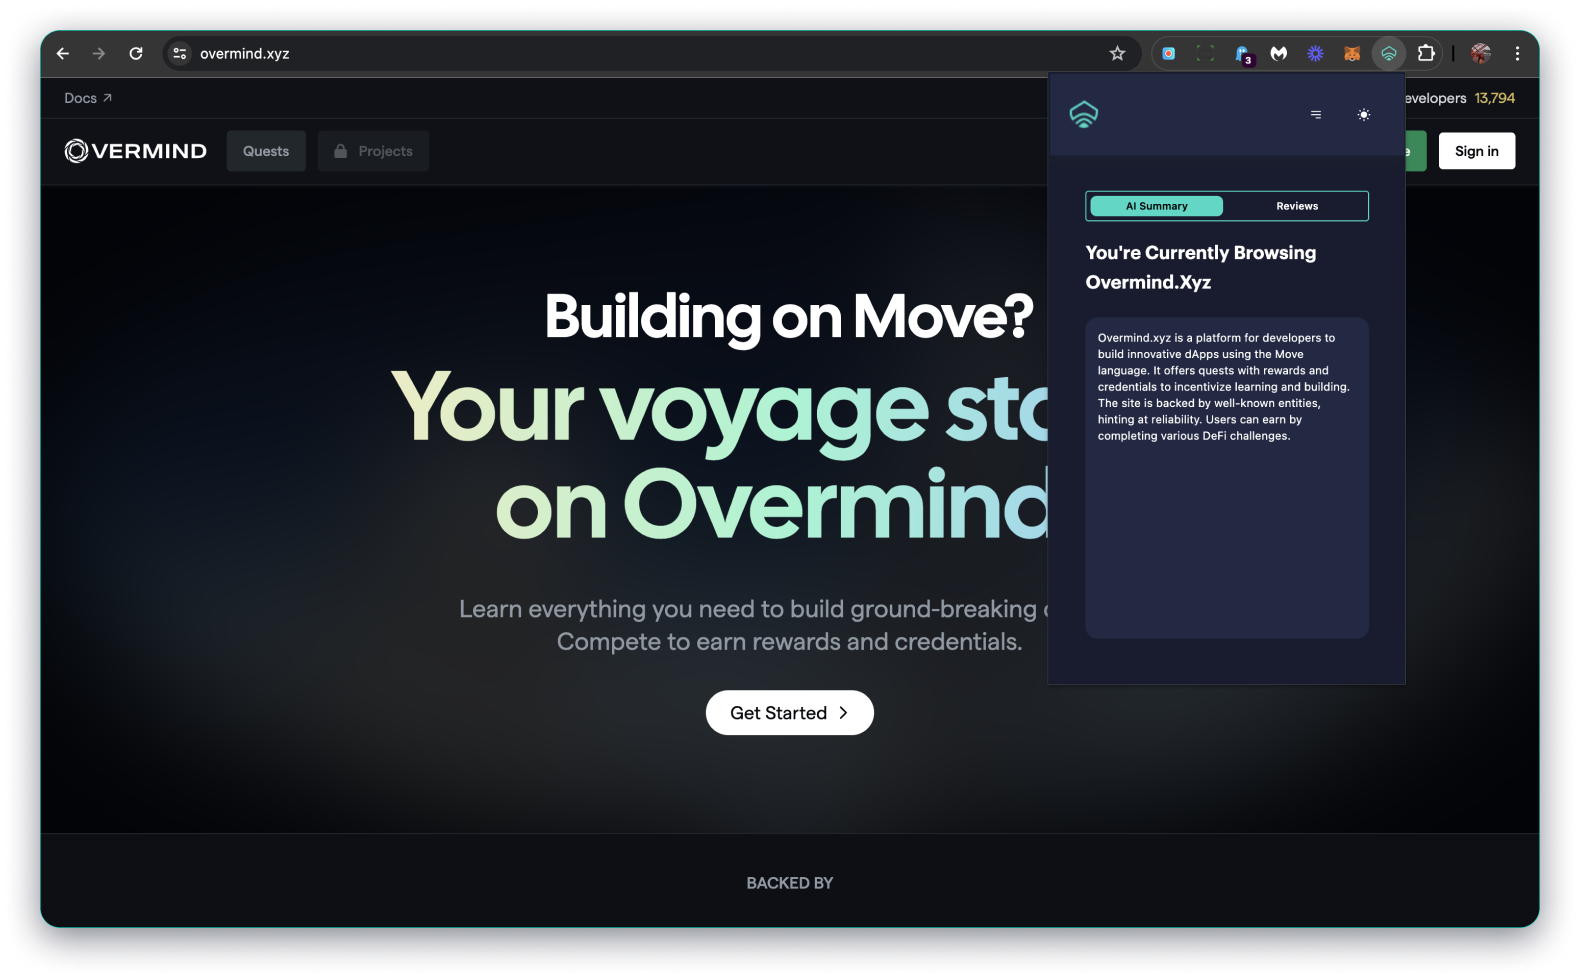 overmind.xyz
3
Docs
evelopers 13,794
OVERMIND
Quests
Projects
Sign in
AI Summary
Reviews
You're Currently Browsing
Overmind.Xyz
Overmind.xyz is a platform for developers to
build innovative dApps using the Move
language. It offers quests with rewards and
credentials to incentivize learning and building.
The site is backed by well-known entities,
hinting at reliability. Users can earn by
completing various DeFi challenges.
Building on Move?
Your voyage sta
on Overmind
Learn everything you need to build ground-breaking
Compete to earn rewards and credentials.
Get Started
BACKED BY